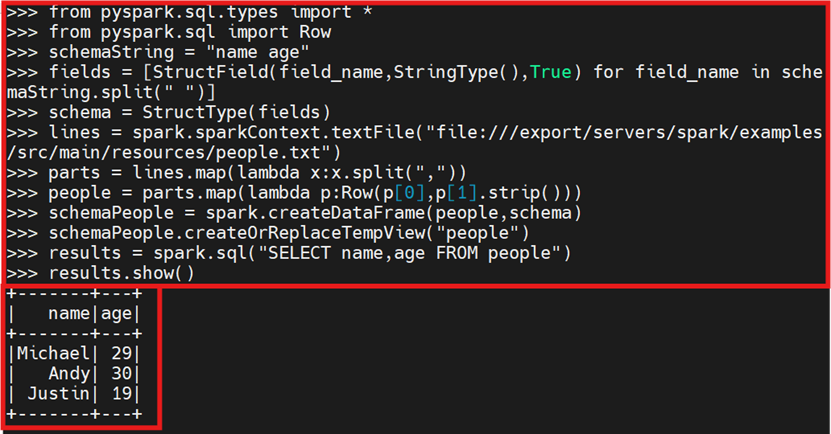 >>> from pyspark.sql.types import *
>>> from pyspark.sql import Row
>>> schemaString = "name age"
>>> fields = [StructField(field_name,StringType(),True) for field_name in sche
maString.split(" ")]
>>> schema = StructType(fields)
>>> lines = spark.sparkContext.textFile("file:///export/servers/spark/examples
/src/main/resources/people.txt")
>>> parts = lines.map(lambda x:x.split(","))
>>> people = parts.map(lambda p:Row(p[0],p[1].strip()))
>>> schemaPeople = spark.createDataFrame(people,schema)
>>> schemaPeople.createOrReplaceTempView("people")
>>> results = spark.sql("SELECT name,age FROM people")
>>> results.show()
+-------+---+
|   name|age|
+-------+---+
|Michael| 29|
|   Andy| 30|
| Justin| 19|
+-------+---+